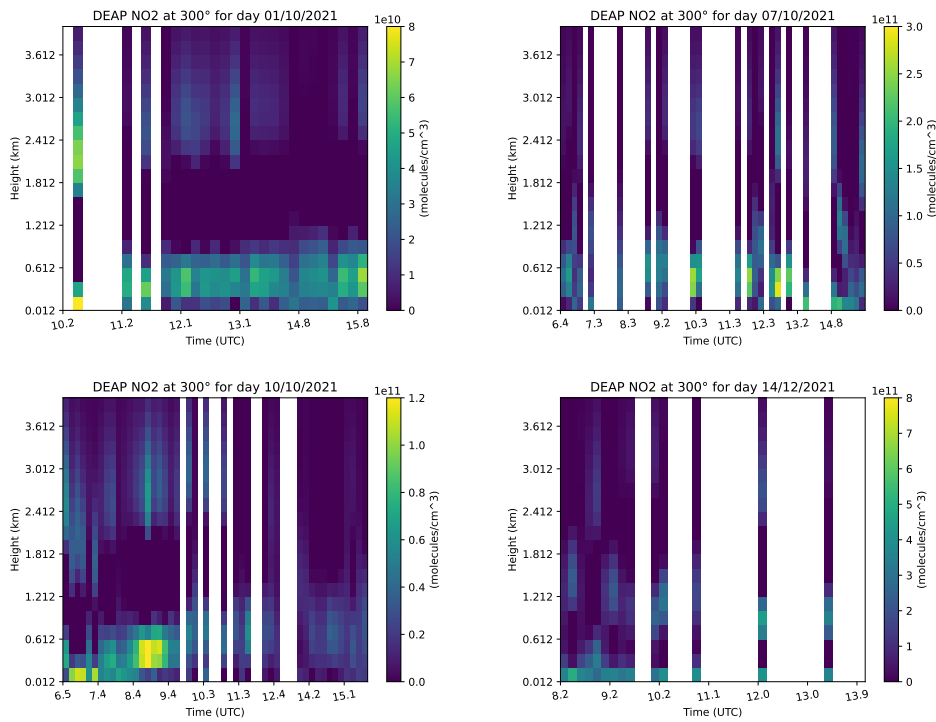 DEAP NO2 at 300° for day 01/10/2021
1e10
8
7
6
5
4
3
2
1
0
(molecules/cm^3)
3.612
3.012
2.412
1.812
1.212
0.612
0.012
Height (km)
10.2 11.2 12.1 13.1 14.8 15.8
Time (UTC)
DEAP NO2 at 300° for day 07/10/2021
1e11
3.0
2.5
2.0
1.5
1.0
0.5
0.0
(molecules/cm^3)
3.612
3.012
2.412
1.812
1.212
0.612
0.012
Height (km)
6.4 7.3 8.3 9.2 10.3 11.3 12.3 13.2 14.8
Time (UTC)
DEAP NO2 at 300° for day 10/10/2021
1e11
1.2
1.0
0.8
0.6
0.4
0.2
0.0
(molecules/cm^3)
3.612
3.012
2.412
1.812
1.212
0.612
0.012
Height (km)
6.5 7.4 8.4 9.4 10.3 11.3 12.4 14.2 15.1
Time (UTC)
DEAP NO2 at 300° for day 14/12/2021
1e11
8
7
6
5
4
3
2
1
0
(molecules/cm^3)
3.612
3.012
2.412
1.812
1.212
0.612
0.012
Height (km)
8.2 9.2 10.2 11.1 12.0 13.0 13.9
Time (UTC)